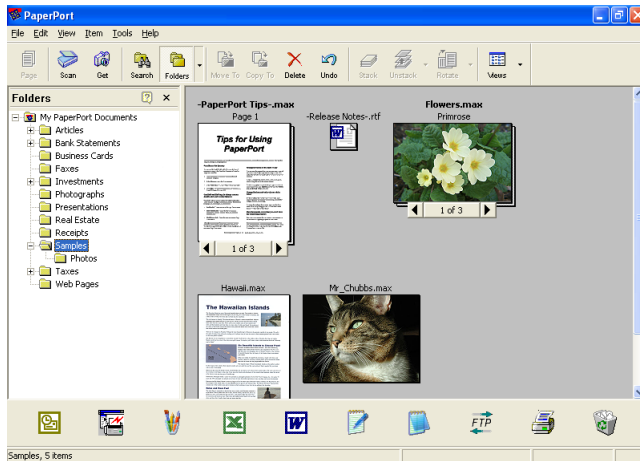 PaperPort
File Edit View Item Tools Help
Page Scan Get Search Folders Move To Copy To Delete Undo Stack Unstack Rotate Views
Folders
My PaperPort Documents
Articles
Bank Statements
Business Cards
Faxes
Investments
Photographs
Presentations
Real Estate
Receipts
Samples
Photos
Taxes
Web Pages
-PaperPort Tips-.max
Page 1
Tips for Using
PaperPort
1 of 3
-Release Notes-.rtf
Flowers.max
Primrose
1 of 3
Hawaii.max
The Hawaiian Islands
Mr_Chubbs.max
FTP
Samples, 5 items